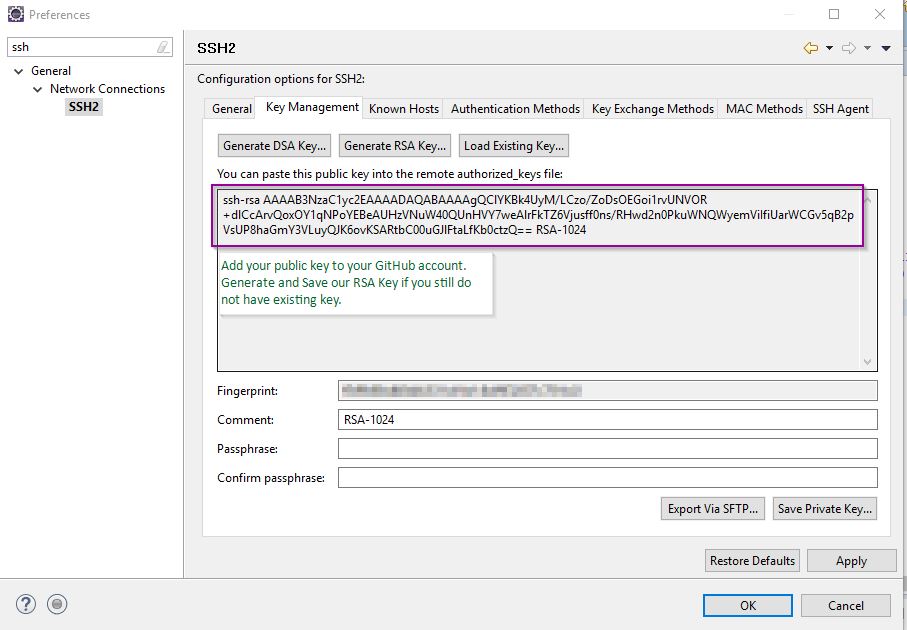 Preferences
ssh
SSH2
General
Configuration options for SSH2:
Network Connections
SSH2
General Key Management Known Hosts Authentication Methods Key Exchange Methods MAC Methods SSH Agent
Generate DSA Key... Generate RSA Key... Load Existing Key...
You can paste this public key into the remote authorized_keys file:
ssh-rsa AAAAB3NzaC1yc2EAAAADAQABAAAAgQCIYKBk4UyM/LCzo/ZoDsOEGoi1rvUNVOR
+dICcArvQoxOY1qNPoYEBeAUHzVNuW40QUnHVY7weAIrFkTZ6Vjusff0ns/RHwd2n0PkuWNQWyemViIfiUarWCGv5qB2p
VsUP8haGmY3VLuyQJK6ovKSARtbC00uGJIFtaLfKb0ctzQ== RSA-1024
Add your public key to your GitHub account.
Generate and Save our RSA Key if you still do
not have existing key.
Fingerprint:
Comment: RSA-1024
Passphrase:
Confirm passphrase:
Export Via SFTP... Save Private Key...
Restore Defaults Apply
OK Cancel